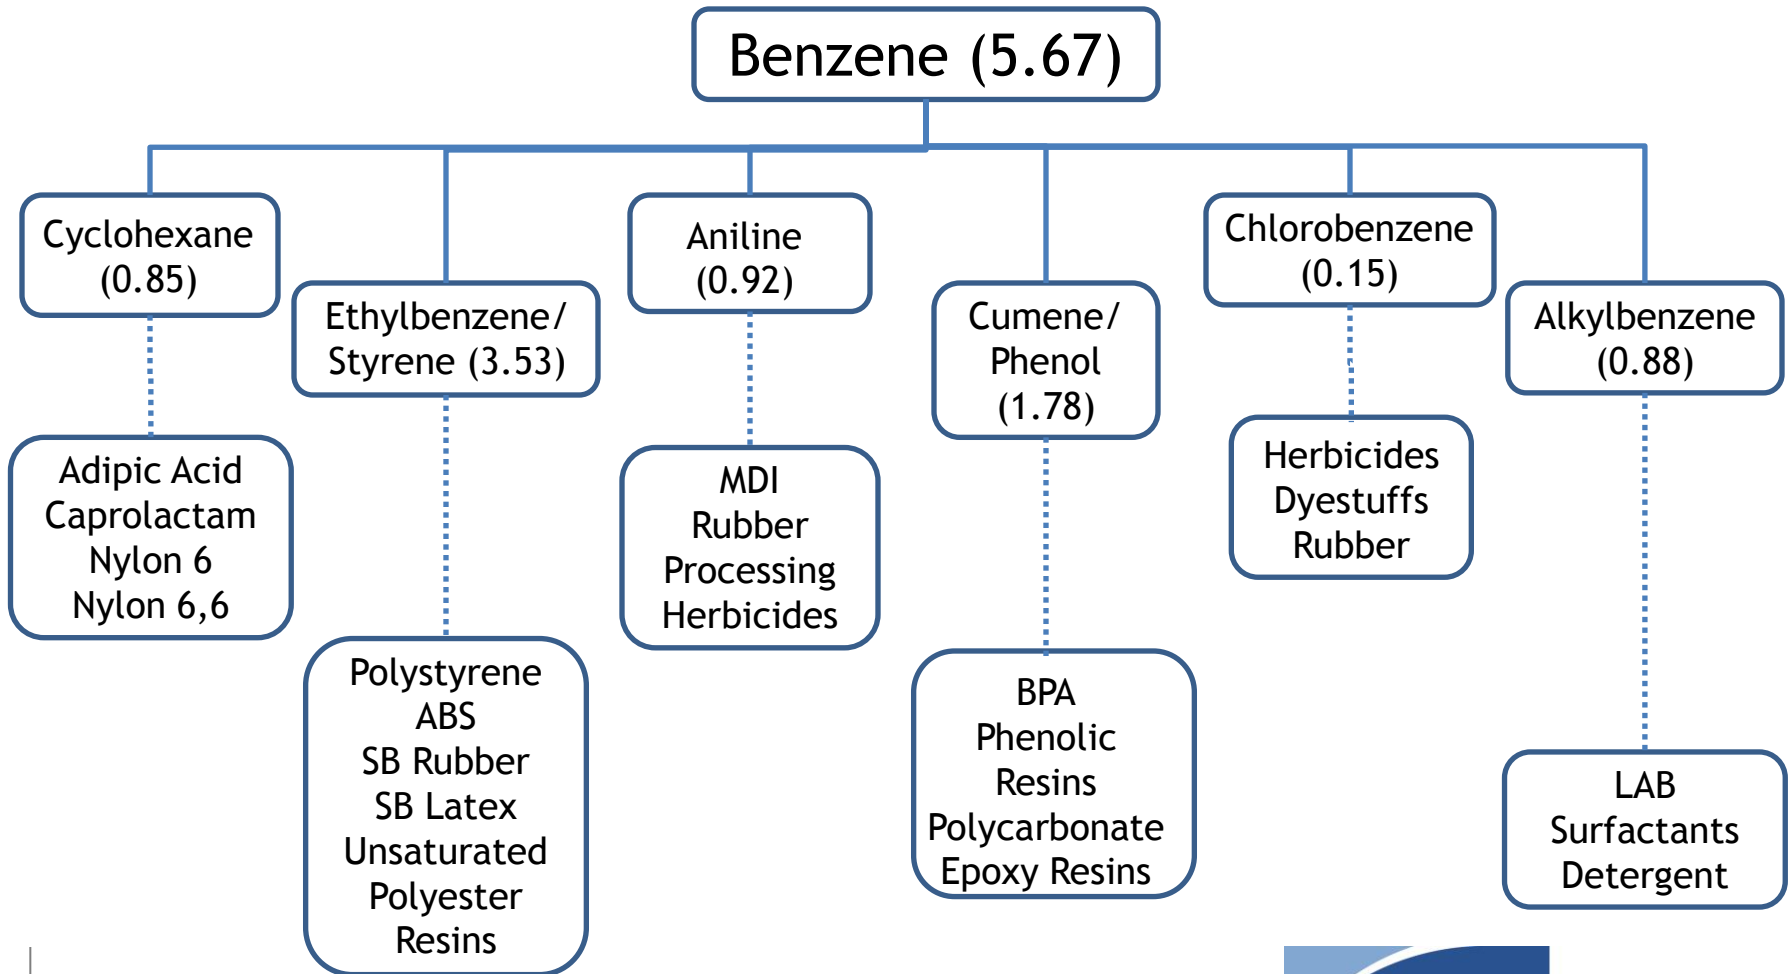 Benzene (5.67)
Cyclohexane
(0.85)
Ethylbenzene/
Styrene (3.53)
Aniline
(0.92)
Cumene/
Phenol
(1.78)
Chlorobenzene
(0.15)
Alkylbenzene
(0.88)
Adipic Acid
Caprolactam
Nylon 6
Nylon 6,6
Polystyrene
ABS
SB Rubber
SB Latex
Unsaturated
Polyester
Resins
MDI
Rubber
Processing
Herbicides
BPA
Phenolic
Resins
Polycarbonate
Epoxy Resins
Herbicides
Dyestuffs
Rubber
LAB
Surfactants
Detergent